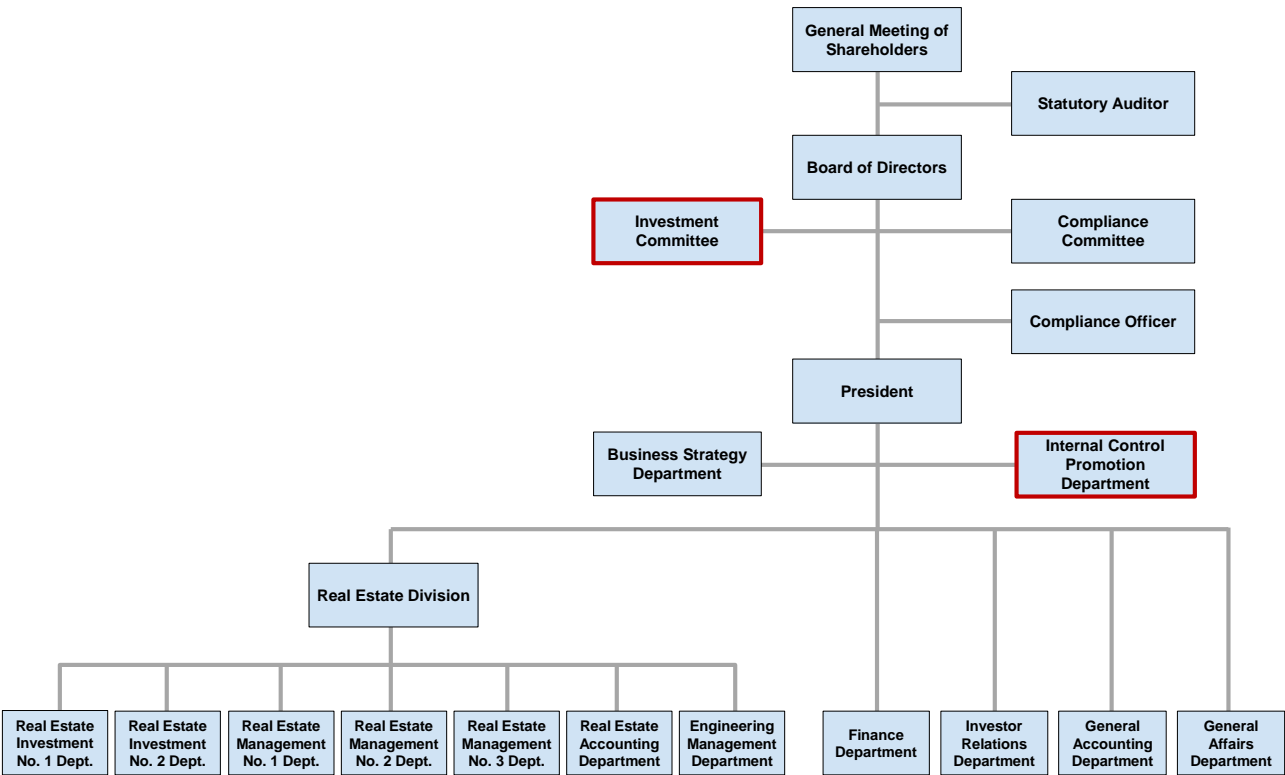 General Meeting of
Shareholders
Statutory Auditor
Board of Directors
Investment
Committee
Compliance
Committee
Compliance Officer
President
Business Strategy
Department
Internal Control
Promotion
Department
Real Estate Division
Real Estate
Investment
No. 1 Dept.
Real Estate
Investment
No. 2 Dept.
Real Estate
Management
No. 1 Dept.
Real Estate
Management
No. 2 Dept.
Real Estate
Management
No. 3 Dept.
Real Estate
Accounting
Department
Engineering
Management
Department
Finance
Department
Investor
Relations
Department
General
Accounting
Department
General
Affairs
Department